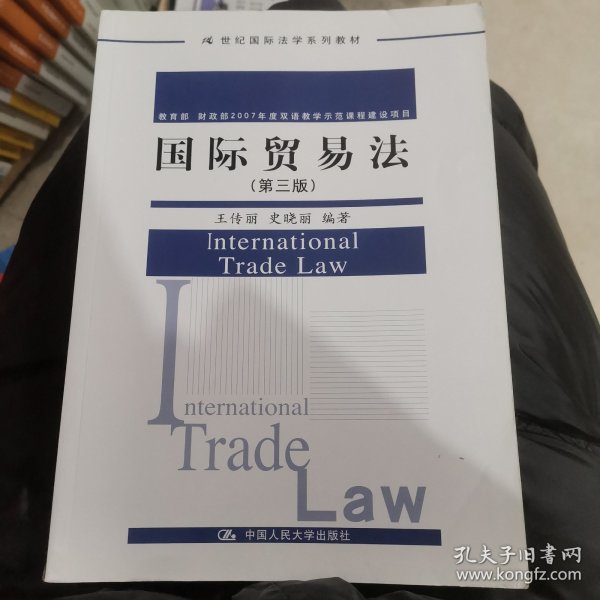 21世纪国际法学系列教材
教育部 财政部2007年度双语教学示范课程建设项目
国际贸易法
(第三版)
王传丽 史晓丽 编著
International
Trade Law
International
Trade
Law
中国人民大学出版社
孔夫子旧書网
www.kongfz.com